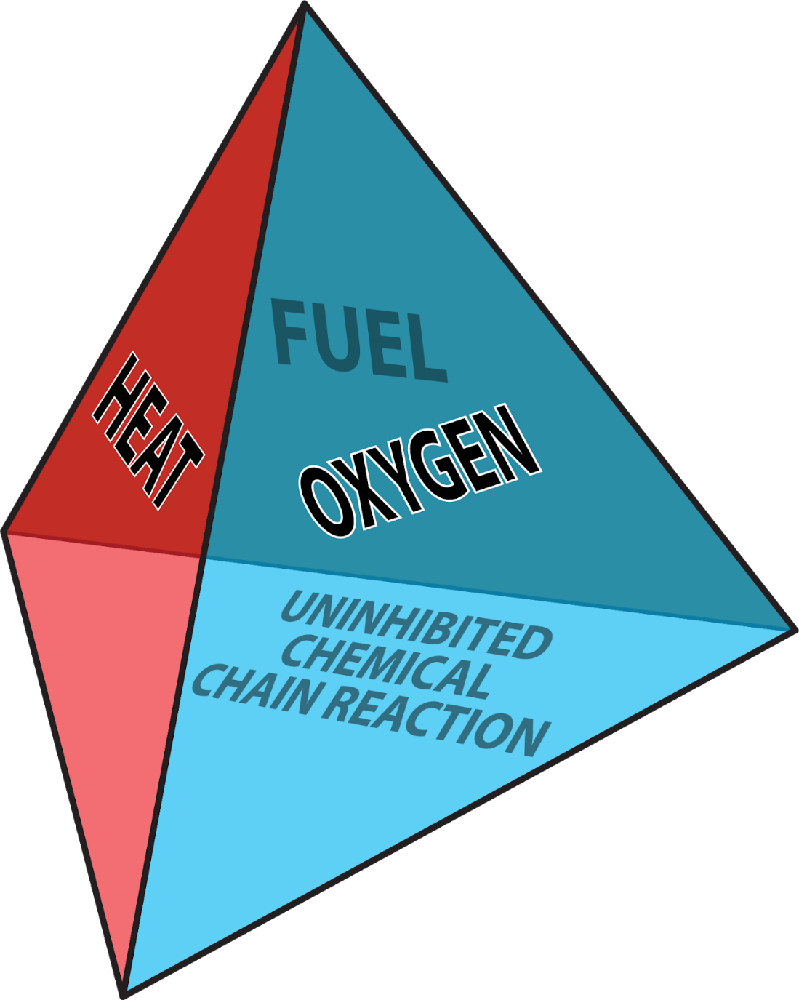 FUEL
HEAT
OXYGEN
UNINHIBITED
CHEMICAL
CHAIN REACTION